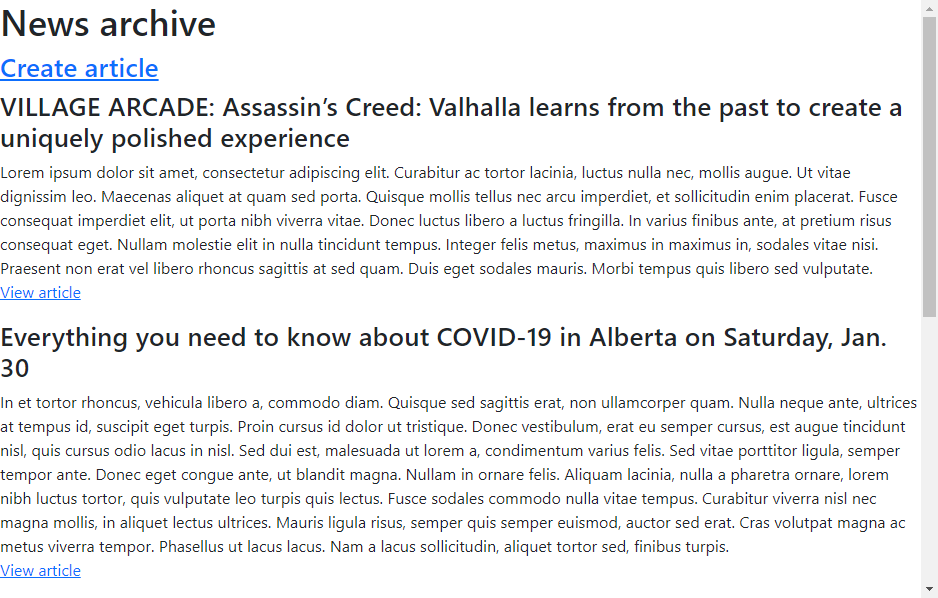 News archive
Create article
VILLAGE ARCADE: Assassin’s Creed: Valhalla learns from the past to create a
uniquely polished experience
Lorem ipsum dolor sit amet, consectetur adipiscing elit. Curabitur ac tortor lacinia, luctus nulla nec, mollis augue. Ut vitae
dignissim leo. Maecenas aliquet at quam sed porta. Quisque mollis tellus nec arcu imperdiet, et sollicitudin enim placerat. Fusce
consequat imperdiet elit, ut porta nibh viverra vitae. Donec luctus libero a luctus fringilla. In varius finibus ante, at pretium risus
consequat eget. Nullam molestie elit in nulla tincidunt tempus. Integer felis metus, maximus in maximus in, sodales vitae nisi.
Praesent non erat vel libero rhoncus sagittis at sed quam. Duis eget sodales mauris. Morbi tempus quis libero sed vulputate.
View article
Everything you need to know about COVID-19 in Alberta on Saturday, Jan.
30
In et tortor rhoncus, vehicula libero a, commodo diam. Quisque sed sagittis erat, non ullamcorper quam. Nulla neque ante, ultrices
at tempus id, suscipit eget turpis. Proin cursus id dolor ut tristique. Donec vestibulum, erat eu semper cursus, est augue tincidunt
nisl, quis cursus odio lacus in nisl. Sed dui est, malesuada ut lorem a, condimentum varius felis. Sed vitae porttitor ligula, semper
tempor ante. Donec eget congue ante, ut blandit magna. Nullam in ornare felis. Aliquam lacinia, nulla a pharetra ornare, lorem
nibh luctus tortor, quis vulputate leo turpis quis lectus. Fusce sodales commodo nulla vitae tempus. Curabitur viverra nisl nec
magna mollis, in aliquet lectus ultrices. Mauris ligula risus, semper quis semper euismod, auctor sed erat. Cras volutpat magna ac
metus viverra tempor. Phasellus ut lacus lacus. Nam a lacus sollicitudin, aliquet tortor sed, finibus turpis.
View article